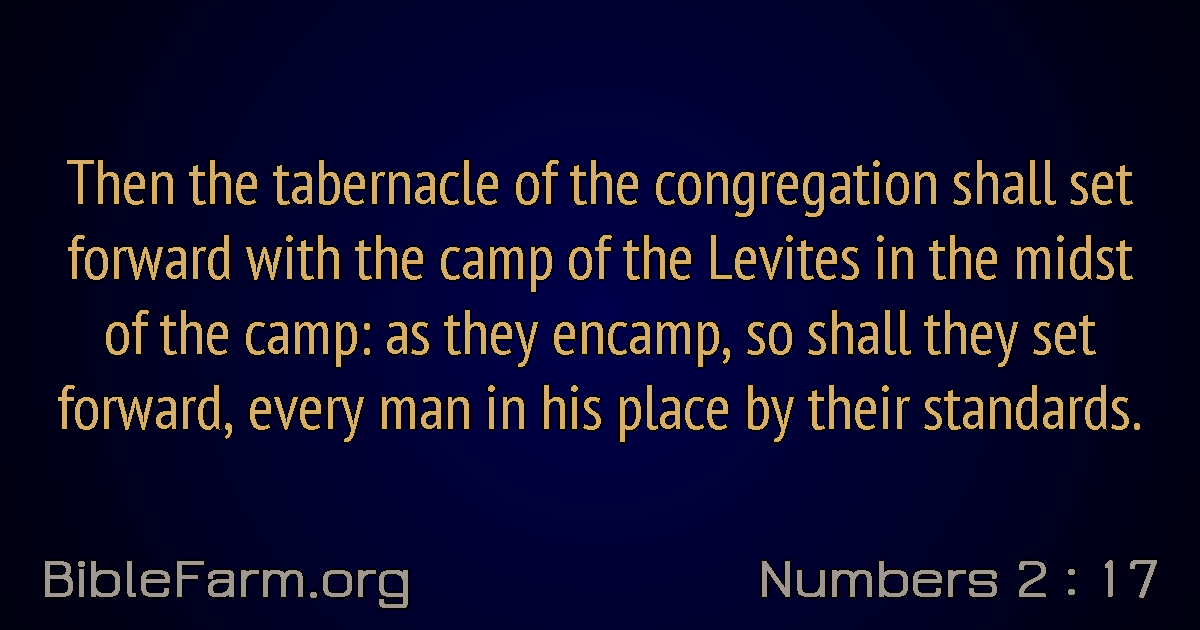 Then the tabernacle of the congregation shall set
forward with the camp of the Levites in the midst
of the camp: as they encamp, so shall they set
forward, every man in his place by their standards.
BibleFarm.org
Numbers 2 : 17